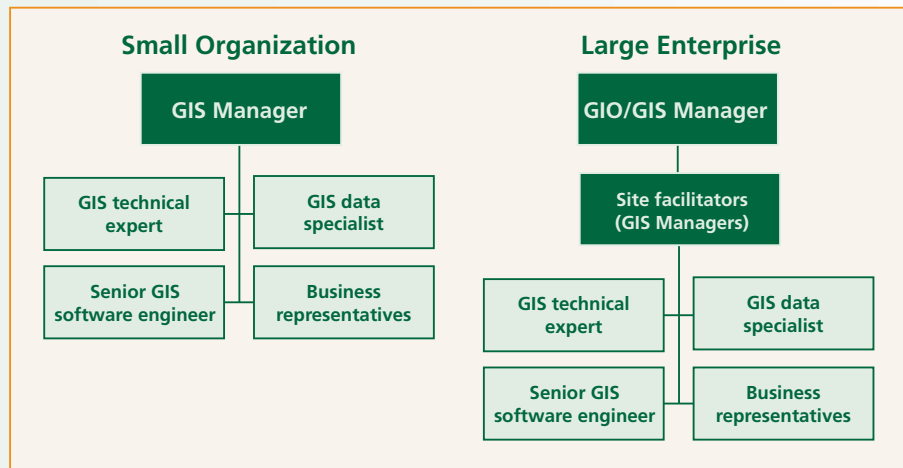 Small Organization
GIS Manager
GIS technical
expert
GIS data
specialist
Senior GIS
software engineer
Business
representatives
Large Enterprise
GIO/GIS Manager
Site facilitators
(GIS Managers)
GIS technical
expert
GIS data
specialist
Senior GIS
software engineer
Business
representatives